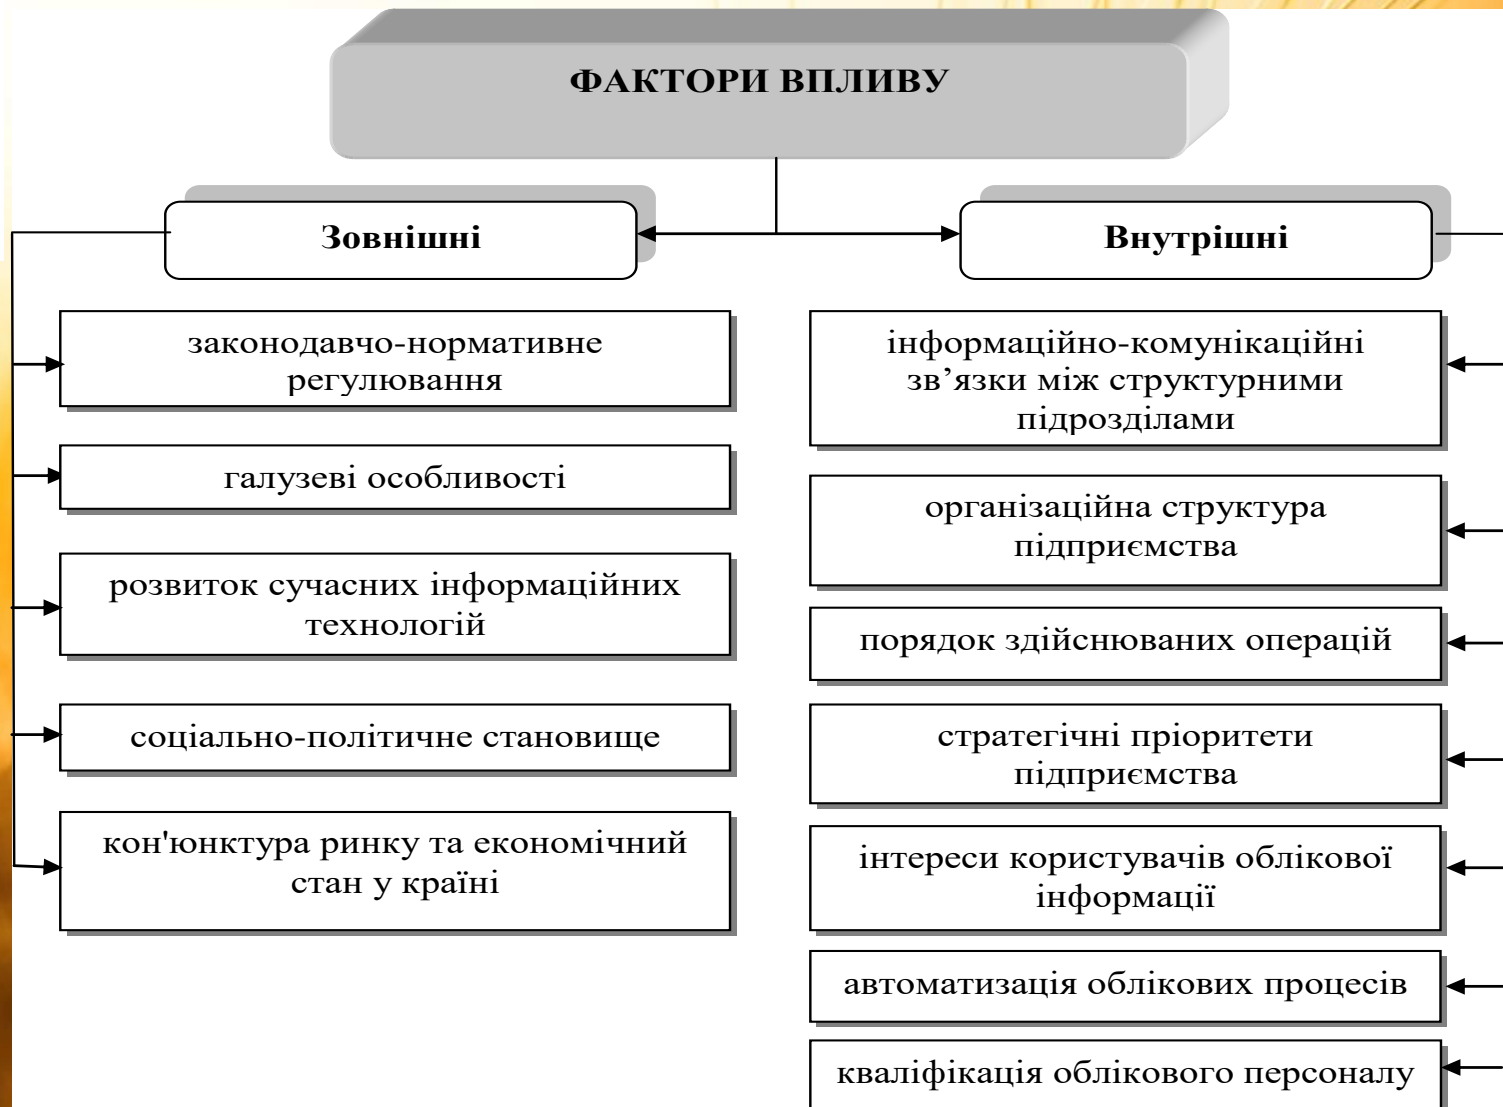 ФАКТОРИ ВПЛИВУ
Зовнішні
законодавчо-нормативне
регулювання
галузеві особливості
розвиток сучасних інформаційних
технологій
соціально-політичне становище
кон'юнктура ринку та економічний
стан у країні
Внутрішні
інформаційно-комунікаційні
зв’язки між структурними
підрозділами
організаційна структура
підприємства
порядок здійснюваних операцій
стратегічні пріоритети
підприємства
інтереси користувачів облікової
інформації
автоматизація облікових процесів
кваліфікація облікового персоналу